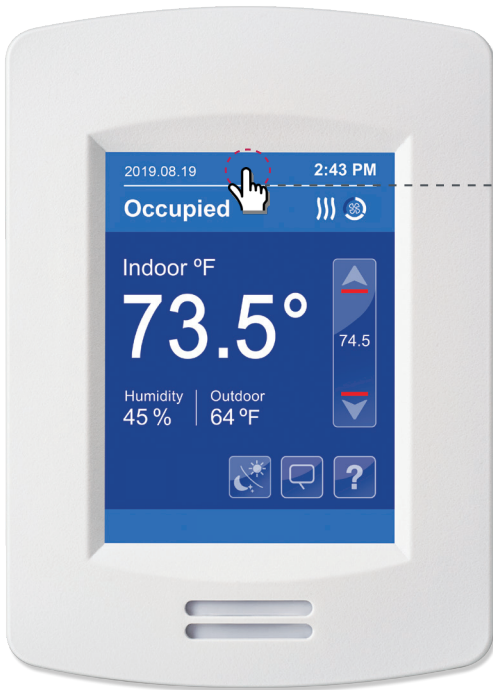 2019.08.19 2:43 PM
Occupied
Indoor ºF
73.5°
74.5
Humidity Outdoor
45 % 64 ºF
?